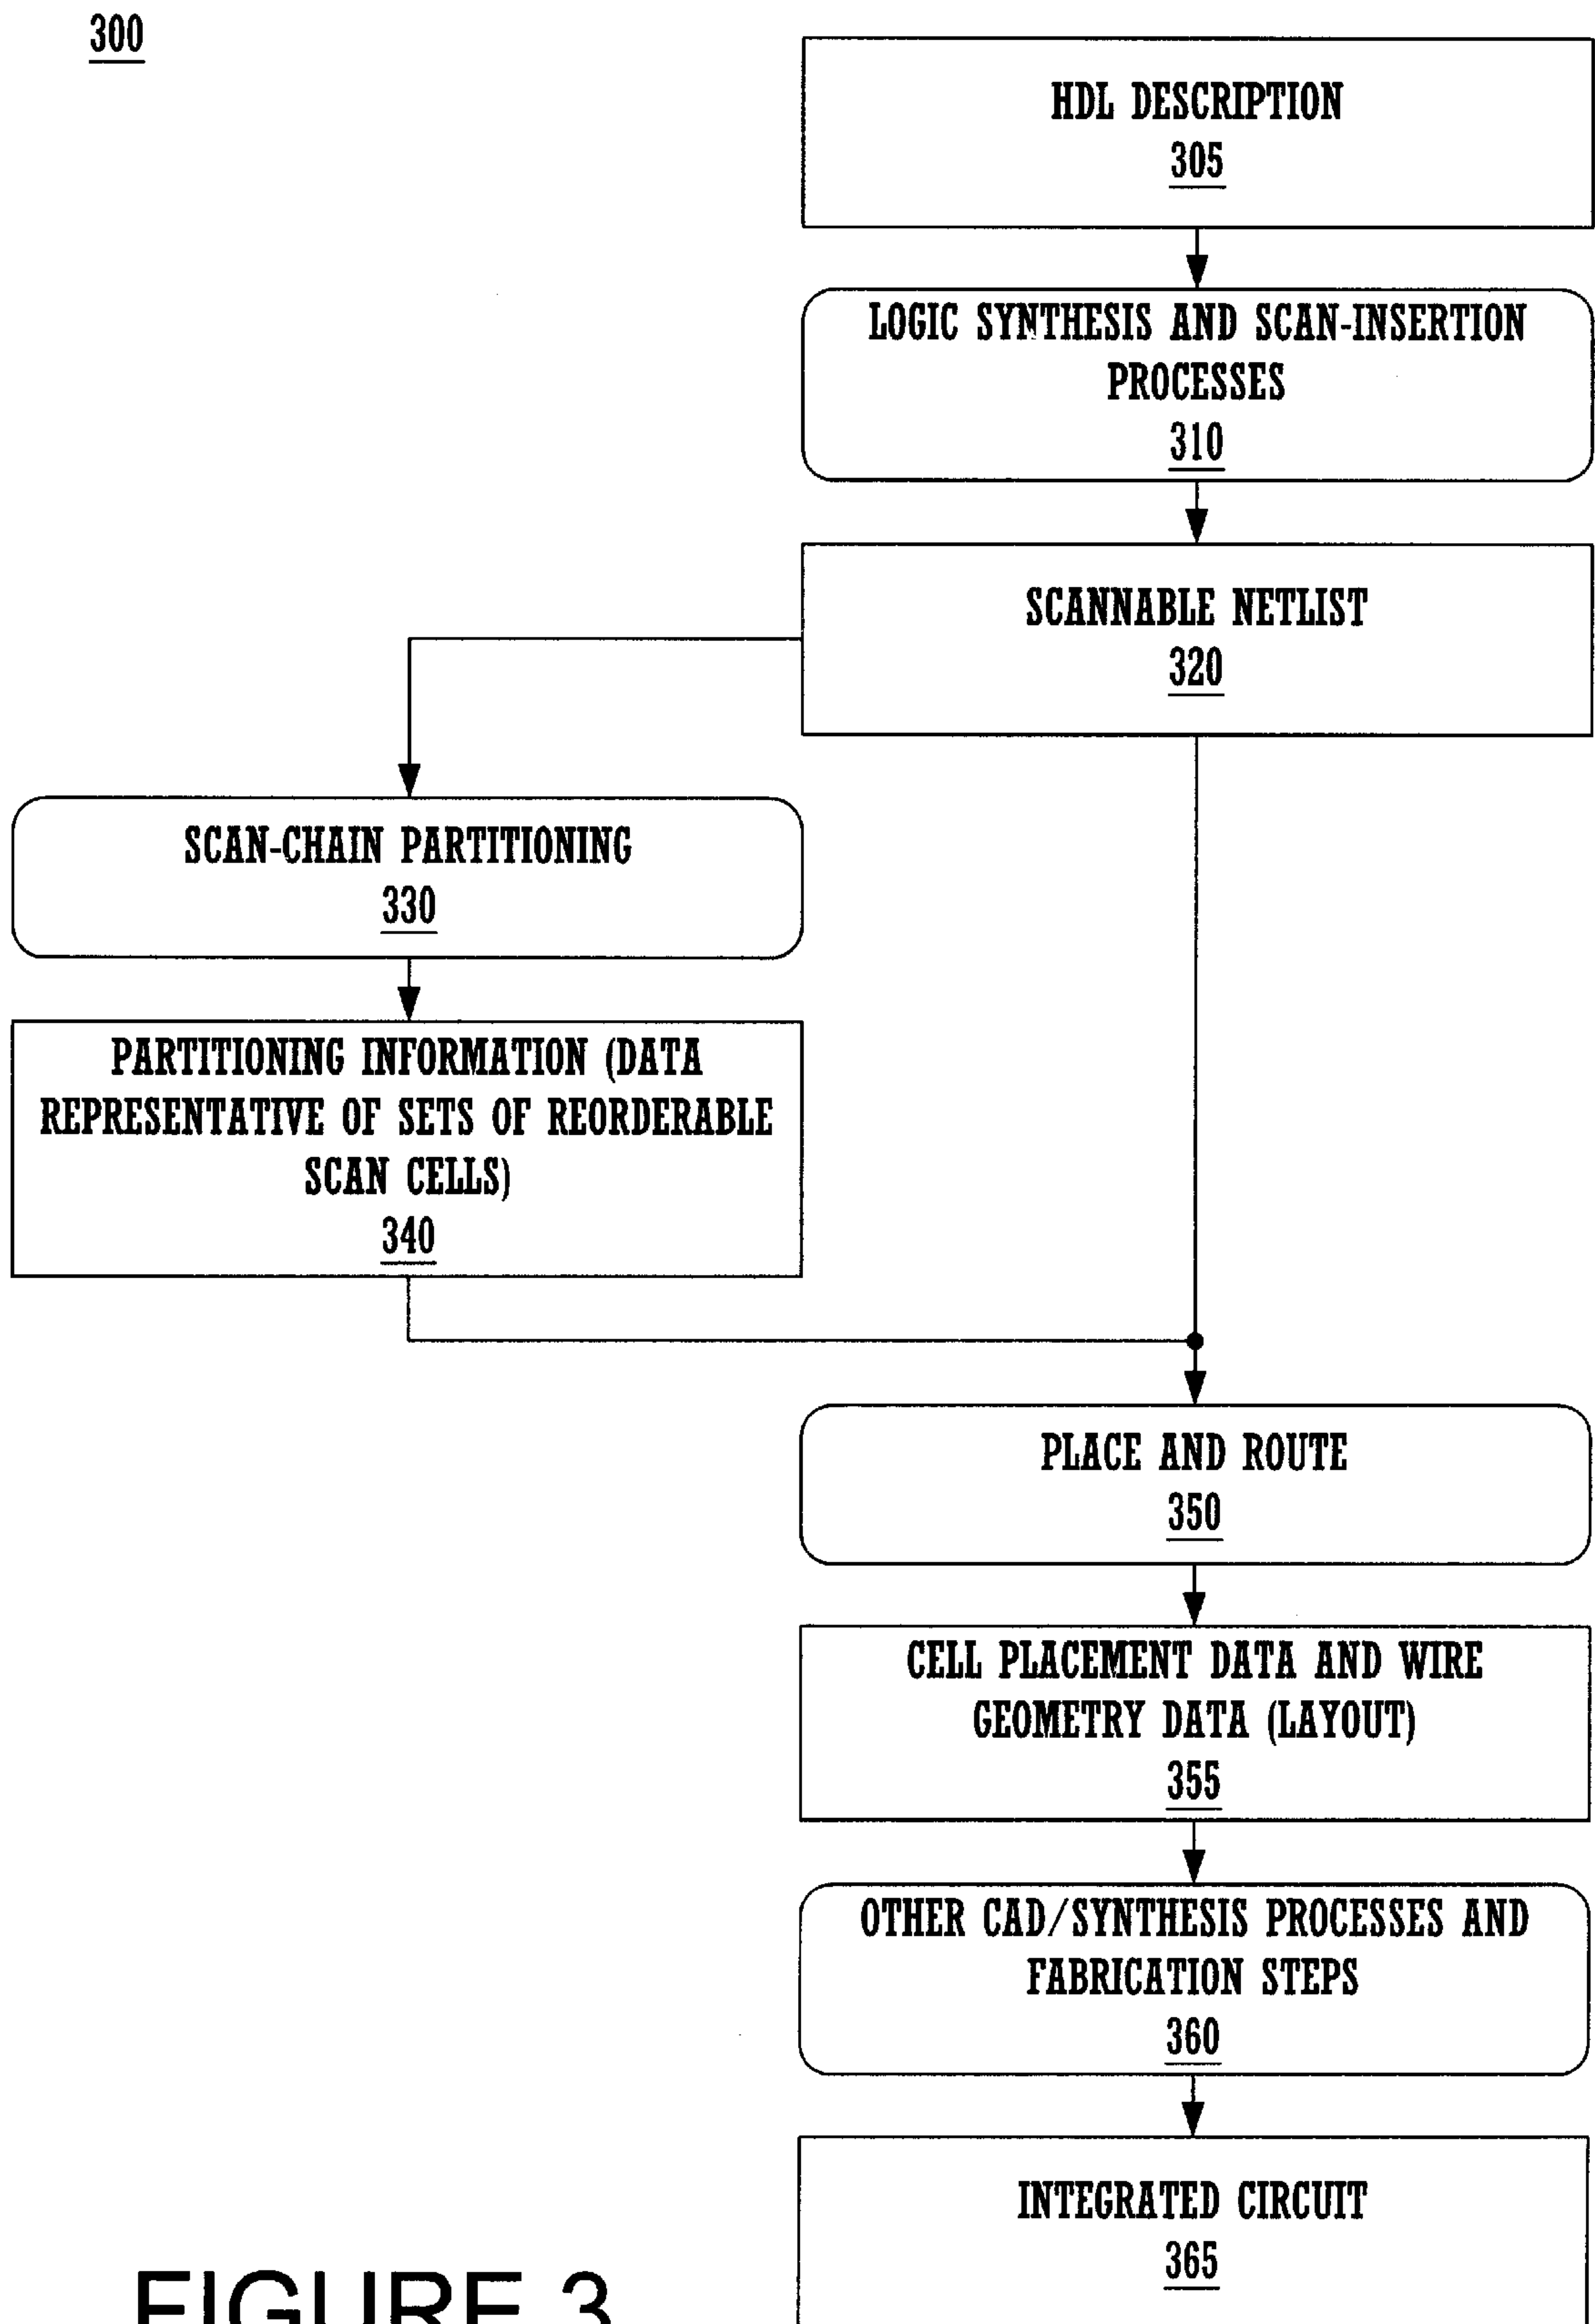 300
HDL DESCRIPTION
305
LOGIC SYNTHESIS AND SCAN-INSERTION
PROCESSES
310
SCANNABLE NETLIST
320
SCAN-CHAIN PARTITIONING
330
PARTITIONING INFORMATION (DATA
REPRESENTATIVE OF SETS OF REORDERABLE
SCAN CELLS)
340
PLACE AND ROUTE
350
CELL PLACEMENT DATA AND WIRE
GEOMETRY DATA (LAYOUT)
355
OTHER CAD/SYNTHESIS PROCESSES AND
FABRICATION STEPS
360
INTEGRATED CIRCUIT
365
FIGURE 3